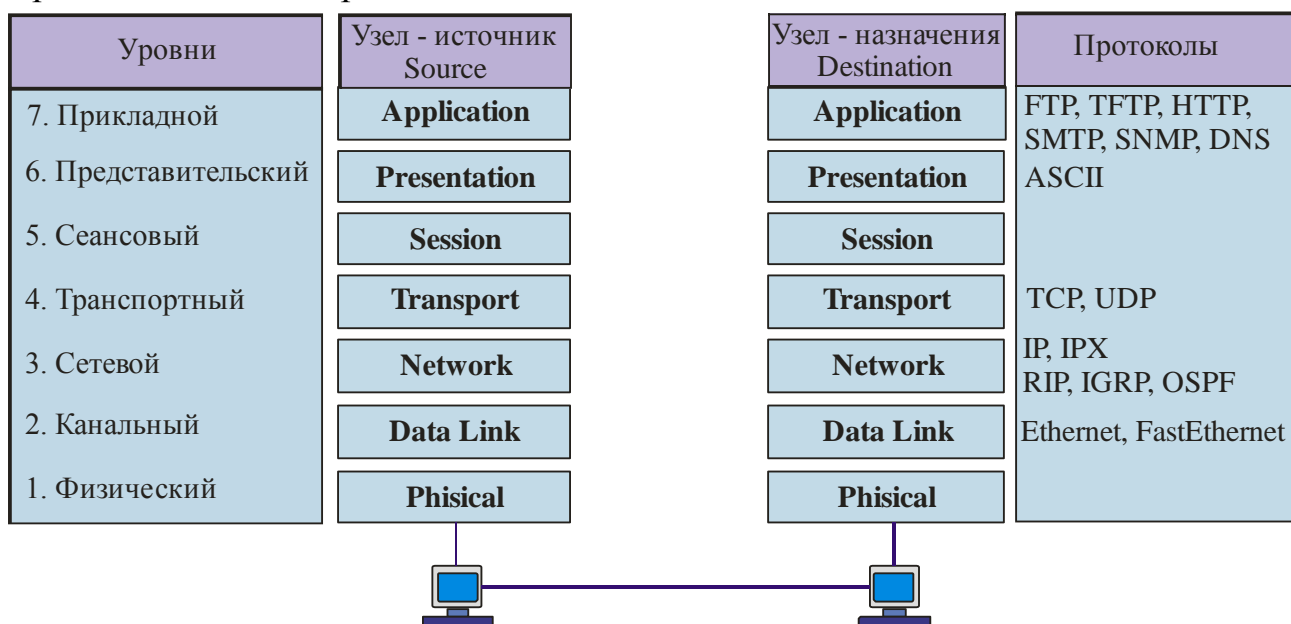 Уровни
Узел - источник
Source
Узел - назначения
Destination
Протоколы
7. Прикладной
Application
Application
FTP, TFTP, HTTP,
SMTP, SNMP, DNS
6. Представительский
Presentation
Presentation
ASCII
5. Сеансовый
Session
Session
4. Транспортный
Transport
Transport
TCP, UDP
3. Сетевой
Network
Network
IP, IPX
RIP, IGRP, OSPF
2. Канальный
Data Link
Data Link
Ethernet, FastEthernet
1. Физический
Phisical
Phisical